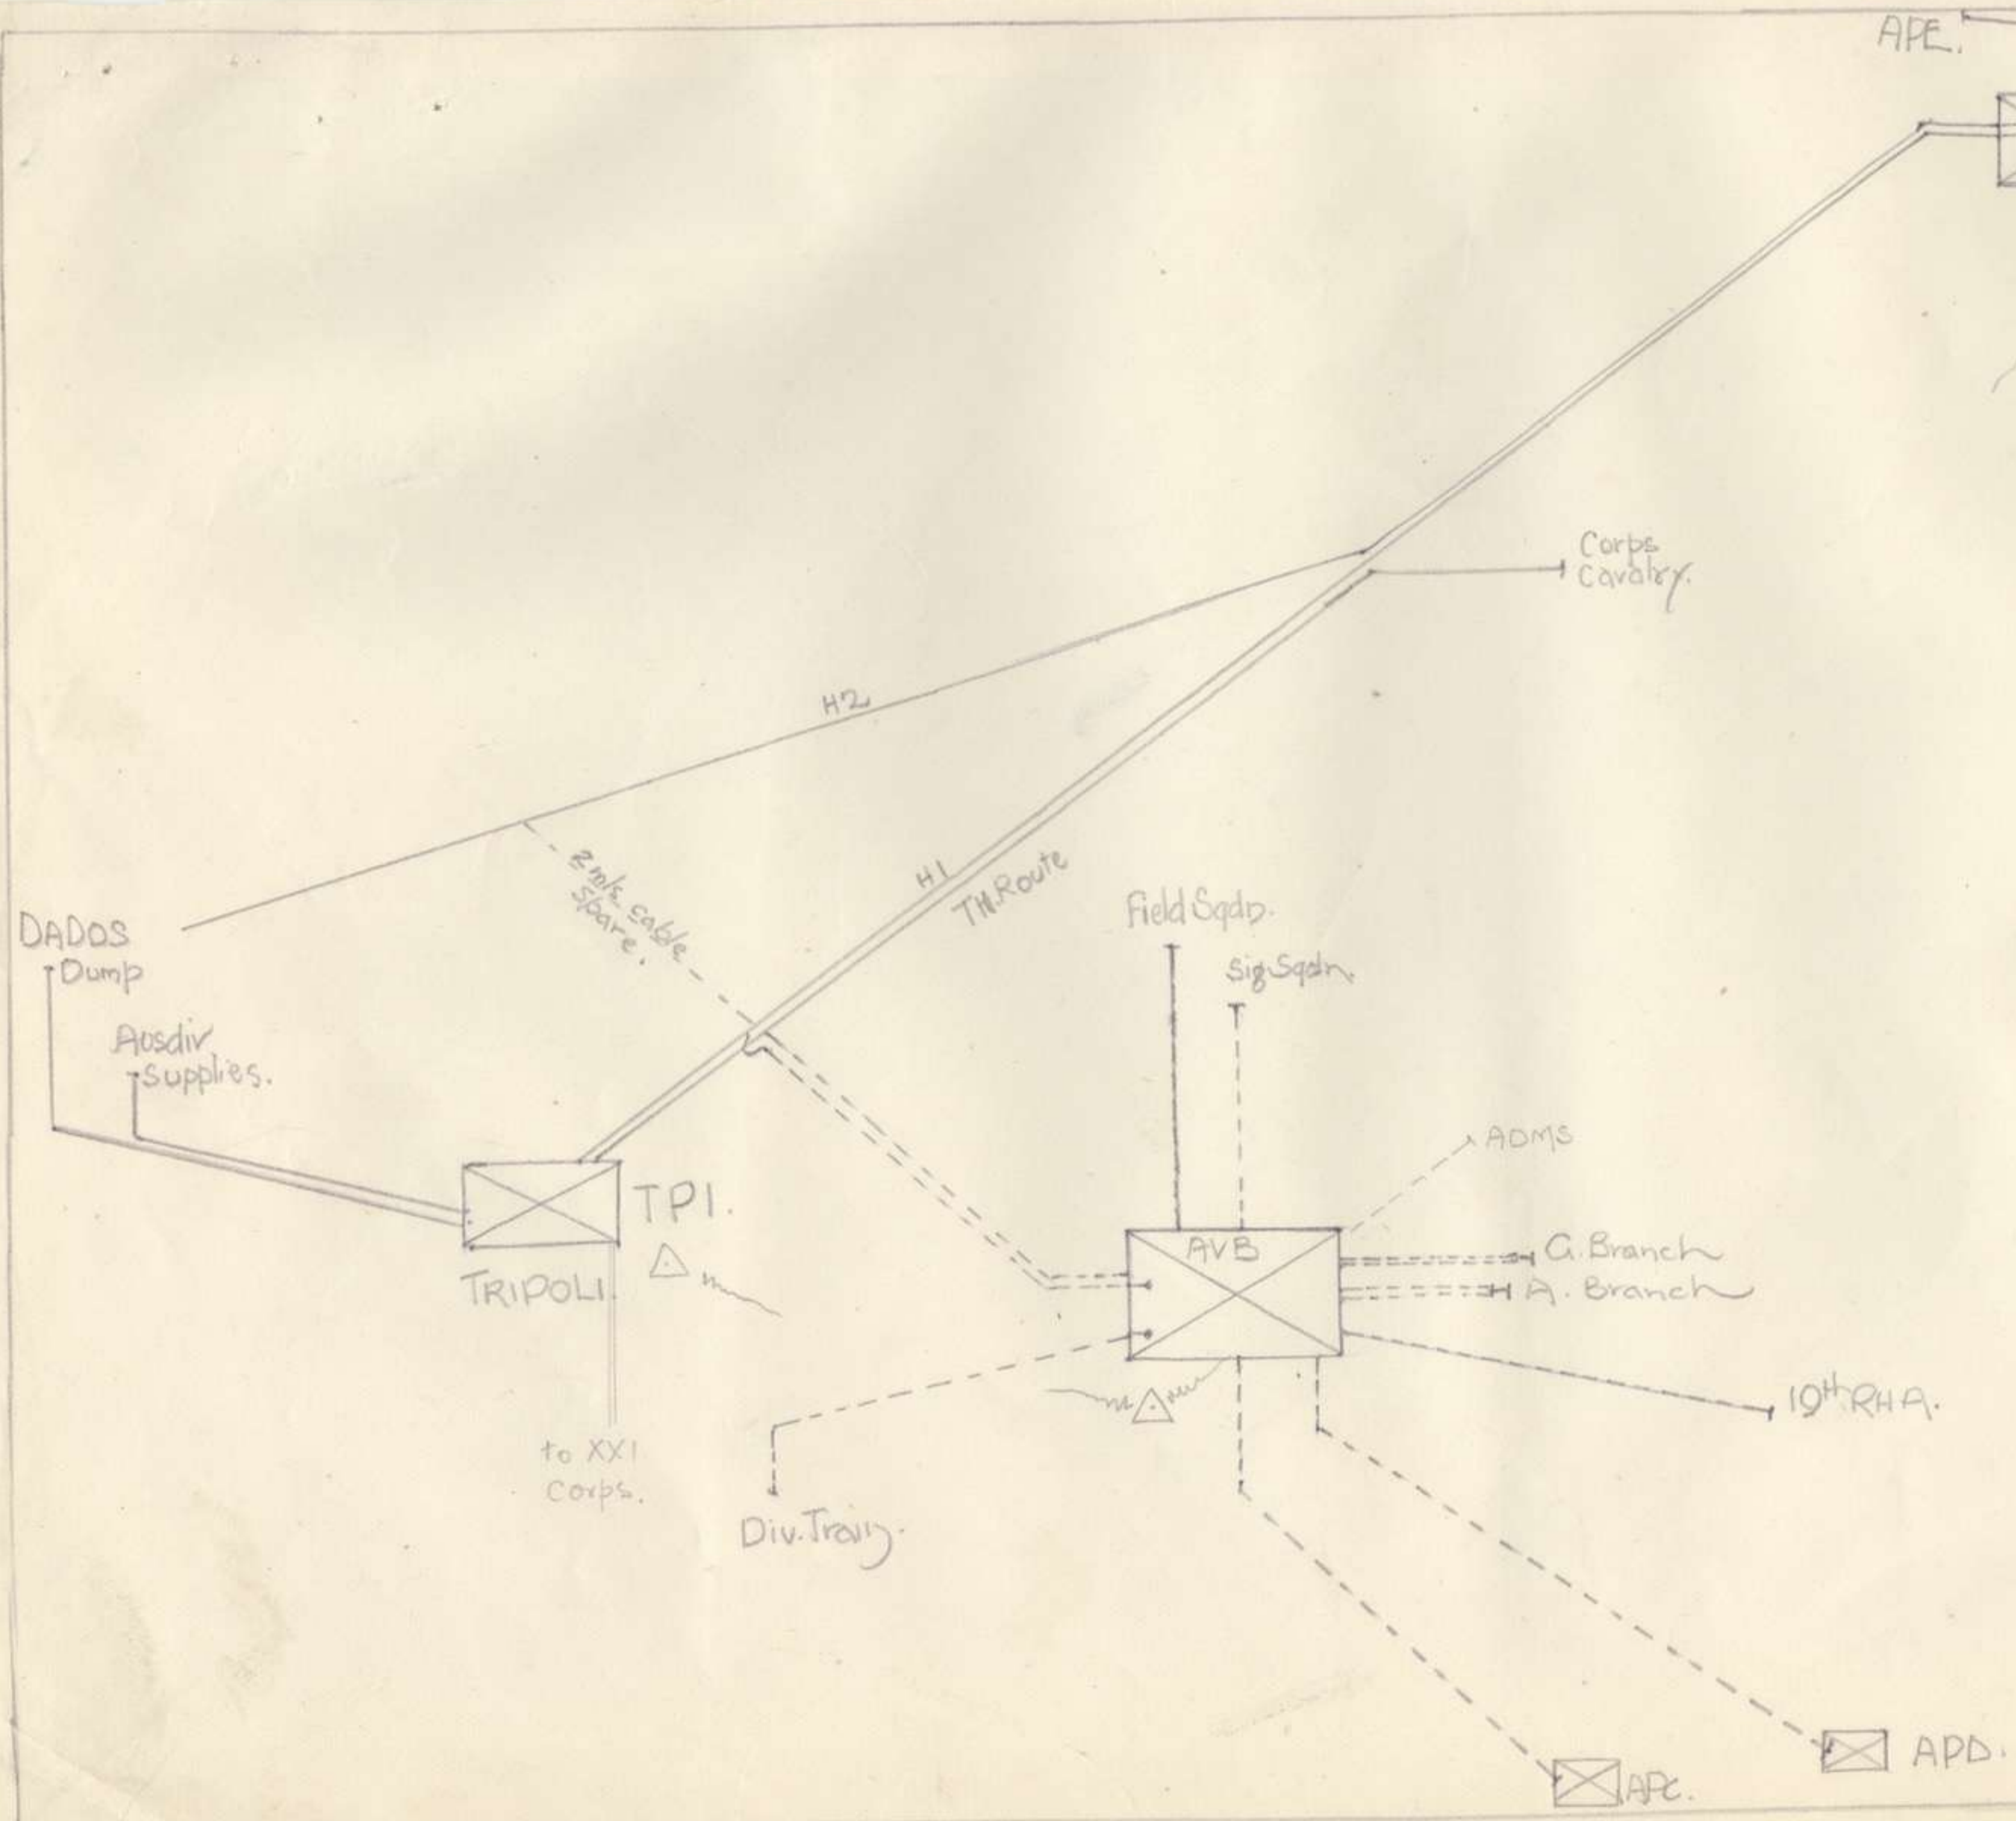 APE.
Corps
Cavalry.
H2
2 m/s cable
Spare.
H1
TN.Route
Field Sqdn.
Sig.Sqdn.
DADOS
Dump
Ausdiv
Supplies.
ADMS
TP1.
TRIPOLI.
AVB
G.Branch
A. Branch
to XXI
Corps.
Div.Train.
19th RHA.
APD.
APC.